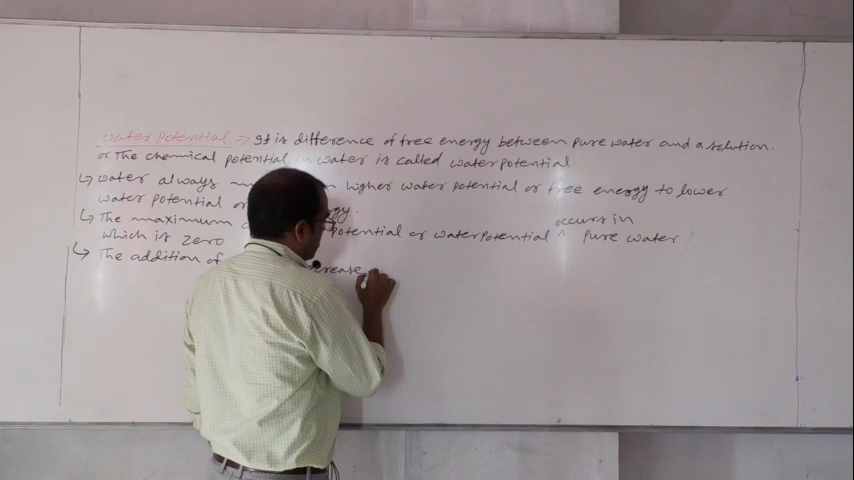 water potential → It is difference of free energy between pure water and a solution.
or The chemical potential in water is called water potential
↳ water always higher water potential or free energy to lower
water potential or
↳ The maximum potential or water potential ^ occurs in
which is zero pure water
↳ The addition of